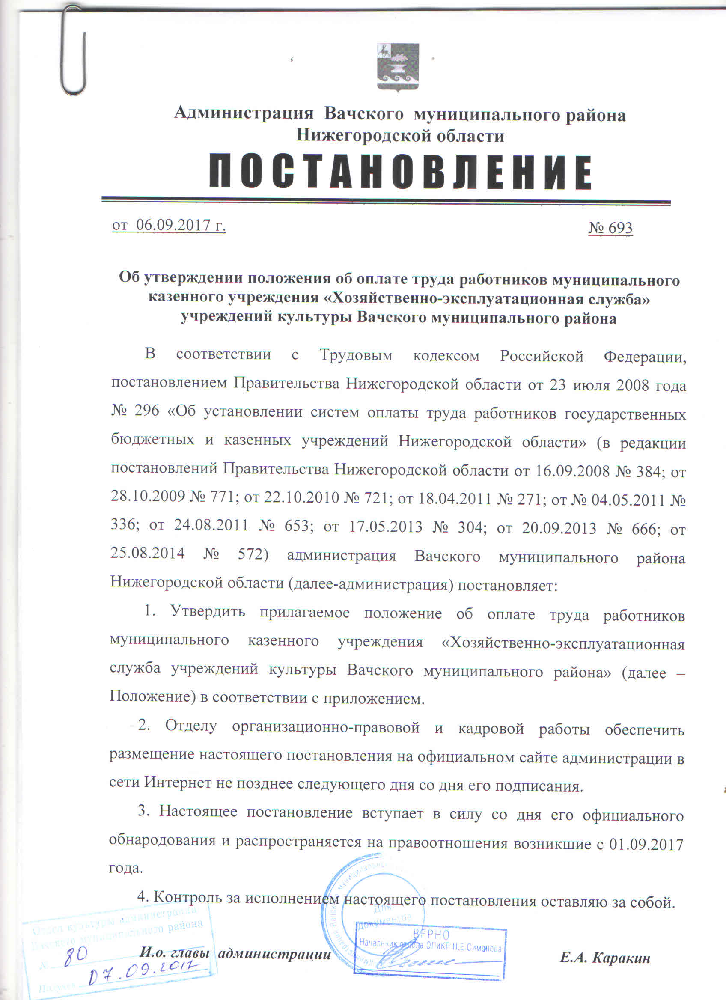 Администрация Вачского муниципального района
Нижегородской области
ПОСТАНОВЛЕНИЕ
от 06.09.2017 г. № 693
Об утверждении положения об оплате труда работников муниципального
казенного учреждения «Хозяйственно-эксплуатационная служба»
учреждений культуры Вачского муниципального района
В соответствии с Трудовым кодексом Российской Федерации,
постановлением Правительства Нижегородской области от 23 июля 2008 года
№ 296 «Об установлении систем оплаты труда работников государственных
бюджетных и казенных учреждений Нижегородской области» (в редакции
постановлений Правительства Нижегородской области от 16.09.2008 № 384; от
28.10.2009 № 771; от 22.10.2010 № 721; от 18.04.2011 № 271; от № 04.05.2011 №
336; от 24.08.2011 № 653; от 17.05.2013 № 304; от 20.09.2013 № 666; от
25.08.2014 № 572) администрация Вачского муниципального района
Нижегородской области (далее-администрация) постановляет:
1. Утвердить прилагаемое положение об оплате труда работников
муниципального казенного учреждения «Хозяйственно-эксплуатационная
служба учреждений культуры Вачского муниципального района» (далее –
Положение) в соответствии с приложением.
2. Отделу организационно-правовой и кадровой работы обеспечить
размещение настоящего постановления на официальном сайте администрации в
сети Интернет не позднее следующего дня со дня его подписания.
3. Настоящее постановление вступает в силу со дня его официального
обнародования и распространяется на правоотношения возникшие с 01.09.2017
года.
4. Контроль за исполнением настоящего постановления оставляю за собой.
И.о. главы администрации Е.А. Каракин
Для
документов
ВЕРНО
Начальник отдела ОПиКР Н.Е.Симонова
Отдел культуры администрации
Вачского муниципального района
№ 80
Получен 07.09.2017